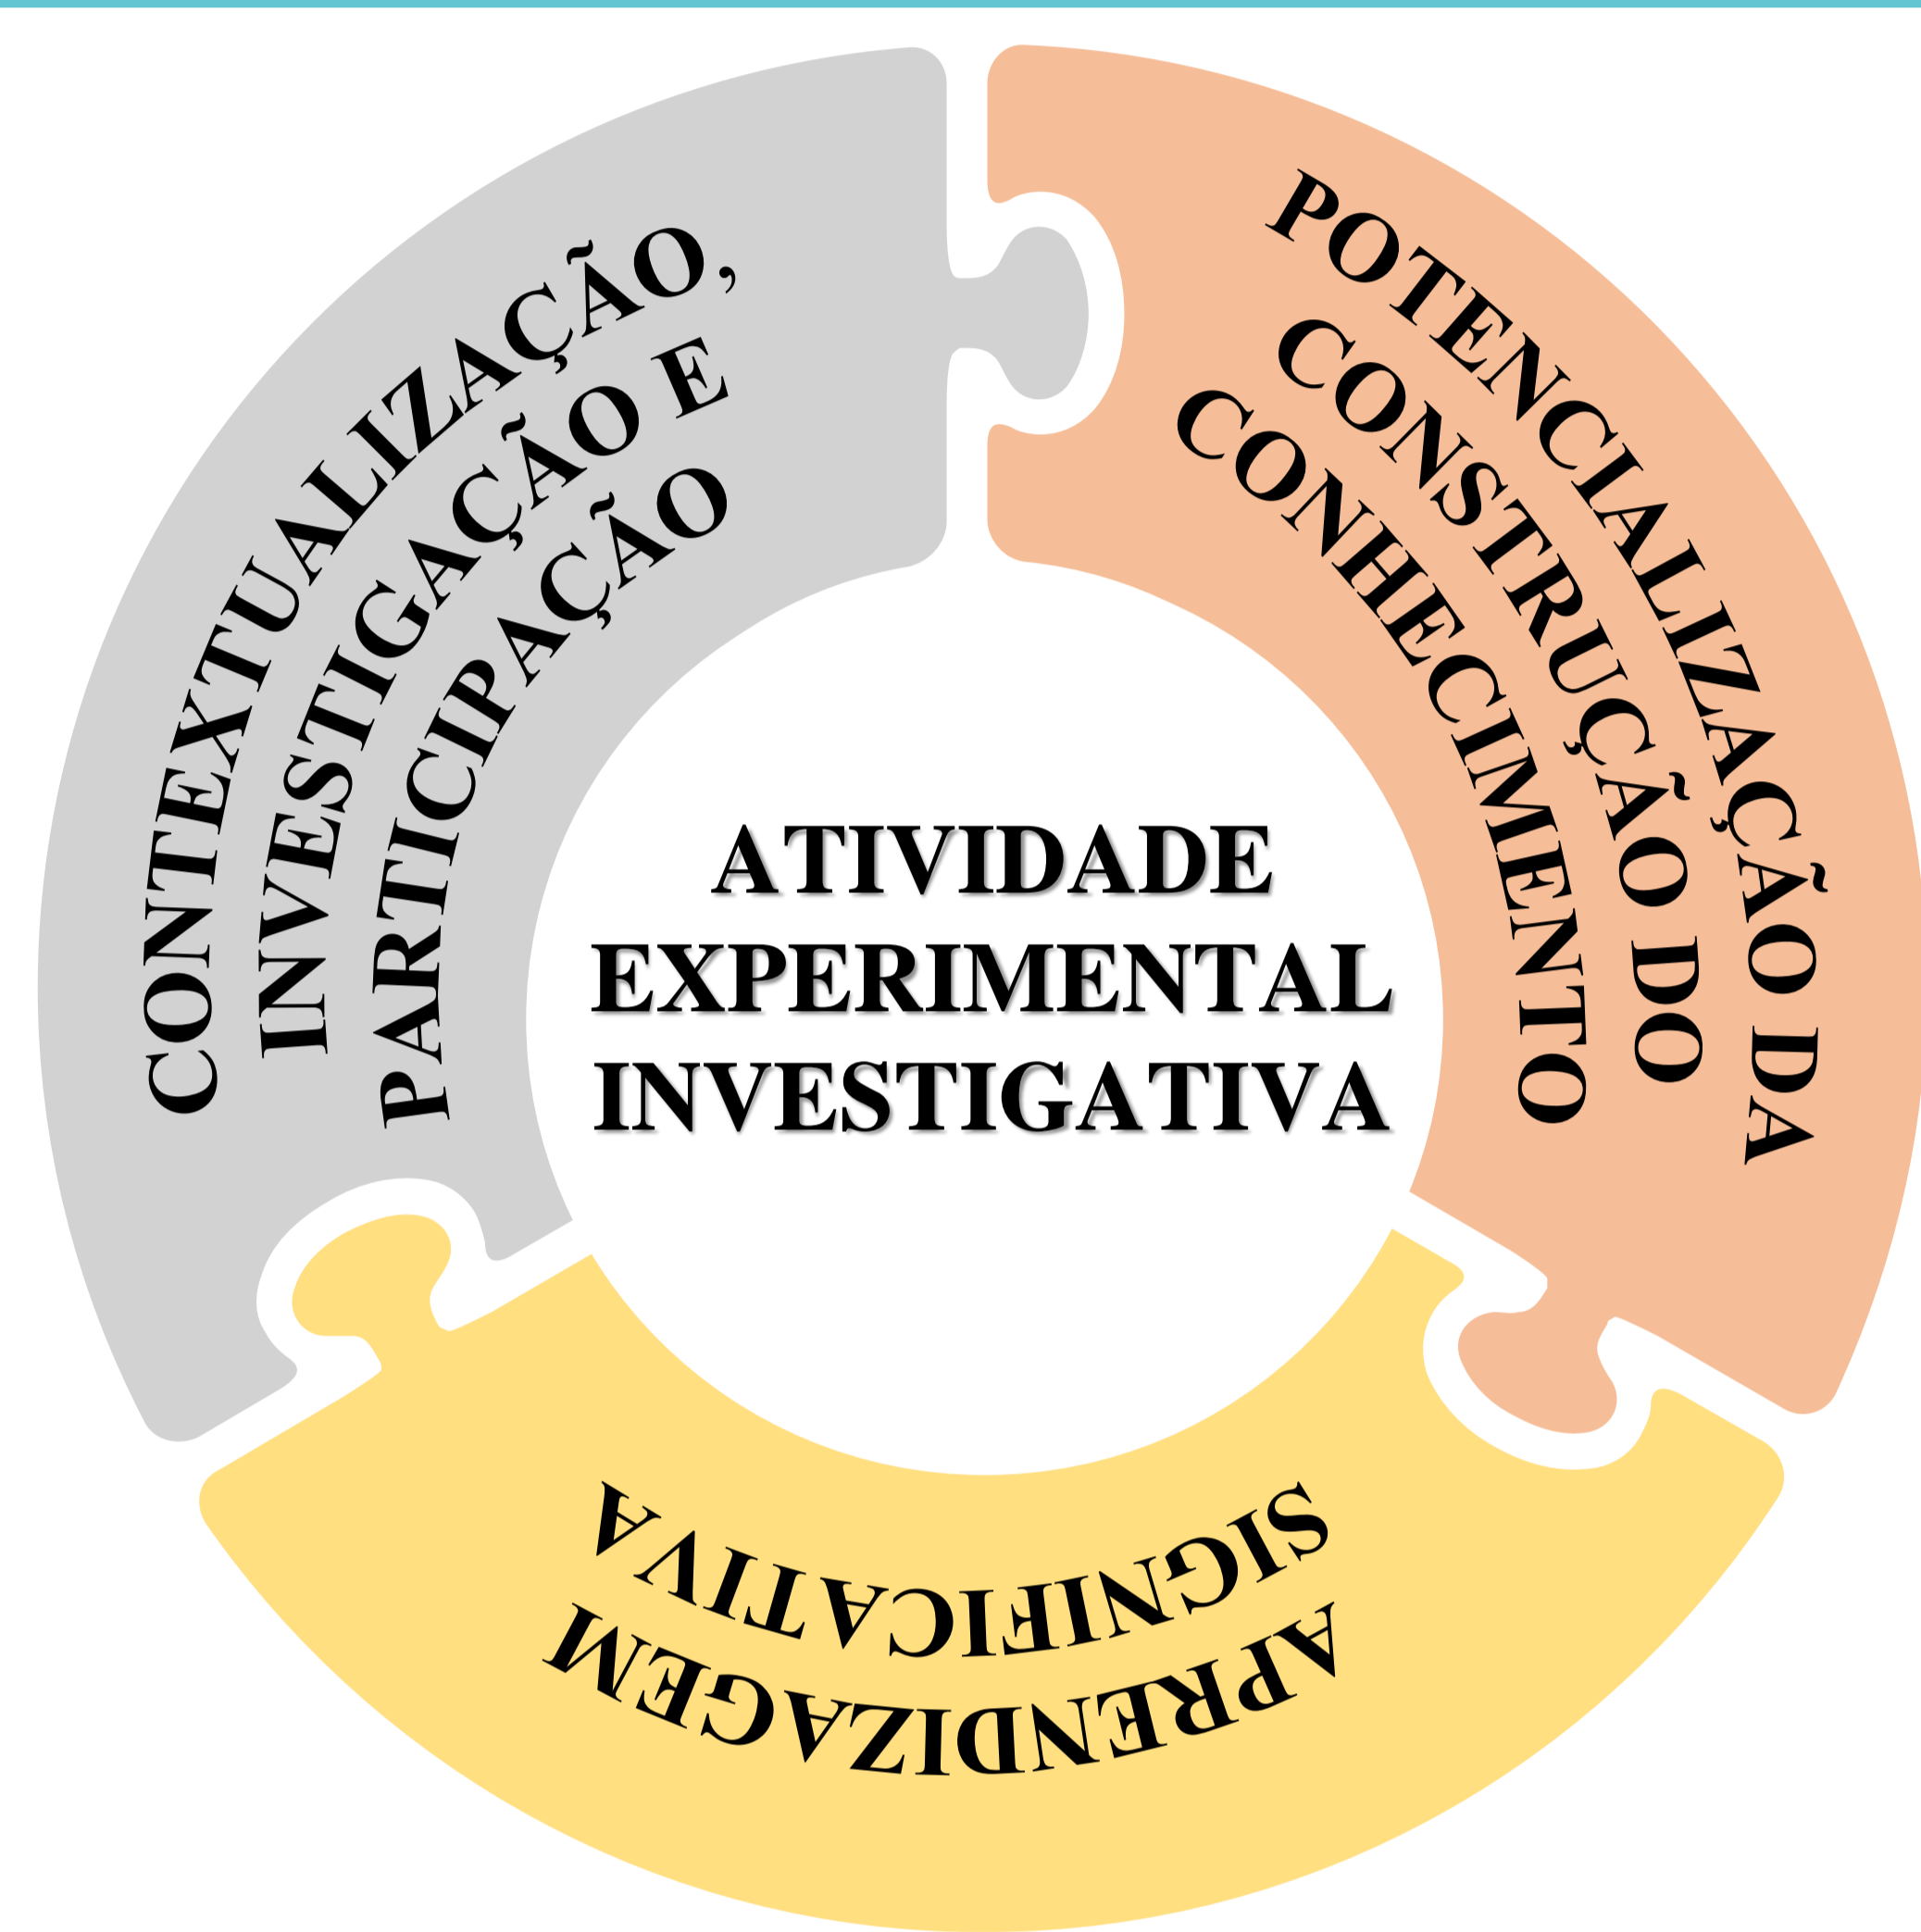 CONTEXTUALIZAÇÃO,
INVESTIGAÇÃO E
PARTICIPAÇÃO
POTENCIALIZAÇÃO DA
CONSTRUÇÃO DO
CONHECIMENTO
ATIVIDADE
EXPERIMENTAL
INVESTIGATIVA
APRENDIZAGEM
SIGNIFICATIVA